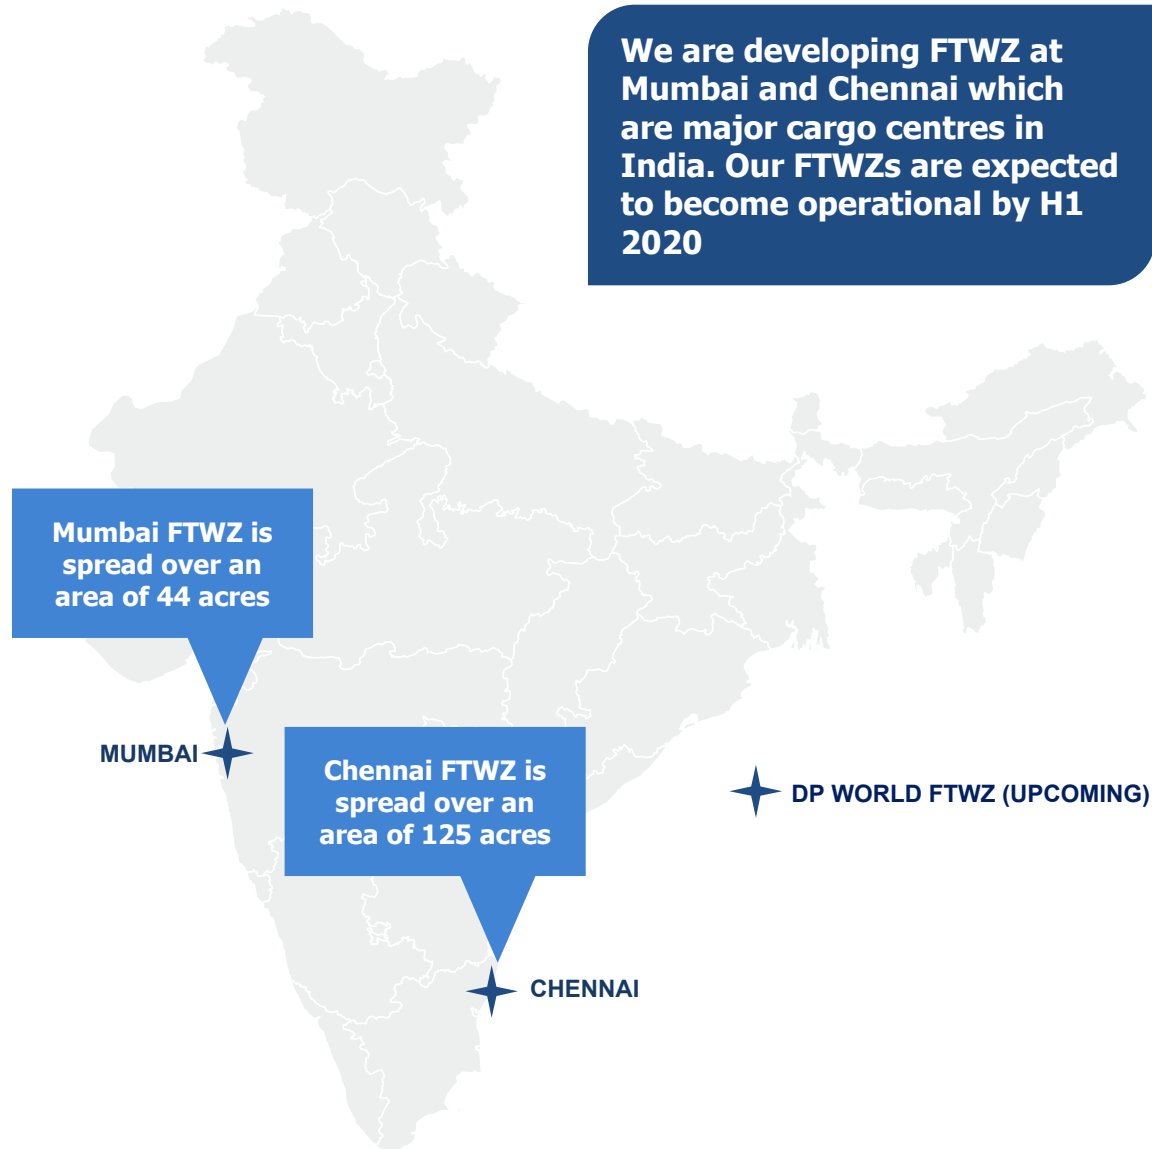 We are developing FTWZ at
Mumbai and Chennai which
are major cargo centres in
India. Our FTWZs are expected
to become operational by H1
2020
Mumbai FTWZ is
spread over an
area of 44 acres
MUMBAI
Chennai FTWZ is
spread over an
area of 125 acres
DP WORLD FTWZ (UPCOMING)
CHENNAI